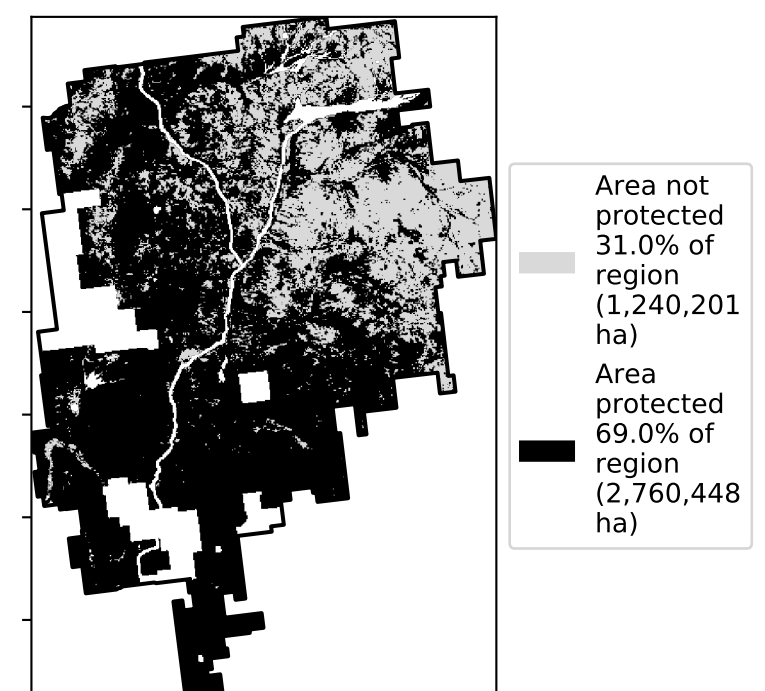 Area not
protected
31.0% of
region
(1,240,201
ha)
Area
protected
69.0% of
region
(2,760,448
ha)